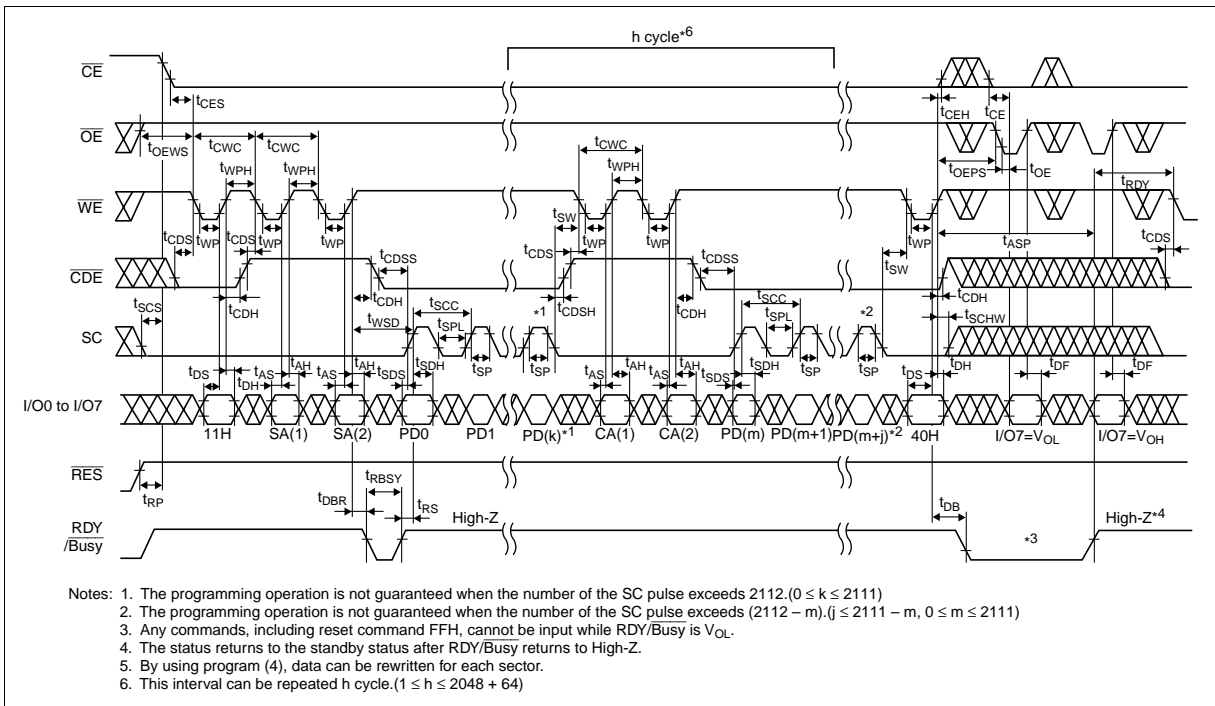 h cycle*6
CE
tCES
tCEH
tCE
OE
tOEWS
tCWC
tCWC
tCWC
tOEPS
tOE
tWPH
tWPH
tWPH
tRDY
WE
tSW
tWP
tWP
tWP
tWP
tWP
tWP
tCDS
tCDS
tCDS
tASP
tCDS
tCDSS
tCDSS
tSW
CDE
tSCS
tCDH
tCDH
tCDSH
tCDH
tCDH
tWSD
tSCC
*1
tSCC
*2
tSCHW
SC
tSPL
tSPL
tSP
tSP
tSP
tSP
tDS
tDH
tAS
tAH
tAS
tAH
tSDS
tSDH
tAS
tAH
tAS
tAH
tSDS
tSDH
tDS
tDH
tDF
tDF
I/O0 to I/O7
11H
SA(1)
SA(2)
PD0
PD1
PD(k)*1
CA(1)
CA(2)
PD(m)
PD(m+1)
PD(m+j)*2
40H
I/O7=VOL
I/O7=VOH
RES
tRP
tRBSY
tDBR
tRS
tDB
RDY
/Busy
High-Z
*3
High-Z*4
Notes: 1. The programming operation is not guaranteed when the number of the SC pulse exceeds 2112.(0 ≤ k ≤ 2111)
2. The programming operation is not guaranteed when the number of the SC pulse exceeds (2112 – m).(j ≤ 2111 – m, 0 ≤ m ≤ 2111)
3. Any commands, including reset command FFH, cannot be input while RDY/Busy is VOL.
4. The status returns to the standby status after RDY/Busy returns to High-Z.
5. By using program (4), data can be rewritten for each sector.
6. This interval can be repeated h cycle.(1 ≤ h ≤ 2048 + 64)